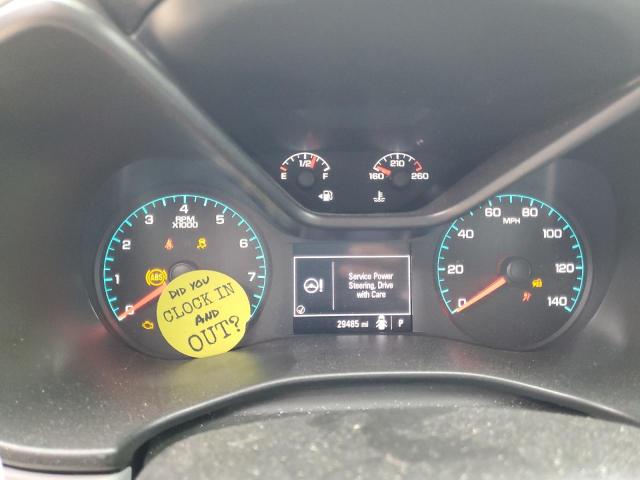 E 1/2 F
160 210 260
0 1 2 3 4 5 6 7
RPM
X1000
ABS
DID YOU
CLOCK IN
AND
OUT?
Service Power
Steering, Drive
with Care
29485 mi P
0 20 40 60 80 100 120 140
MPH